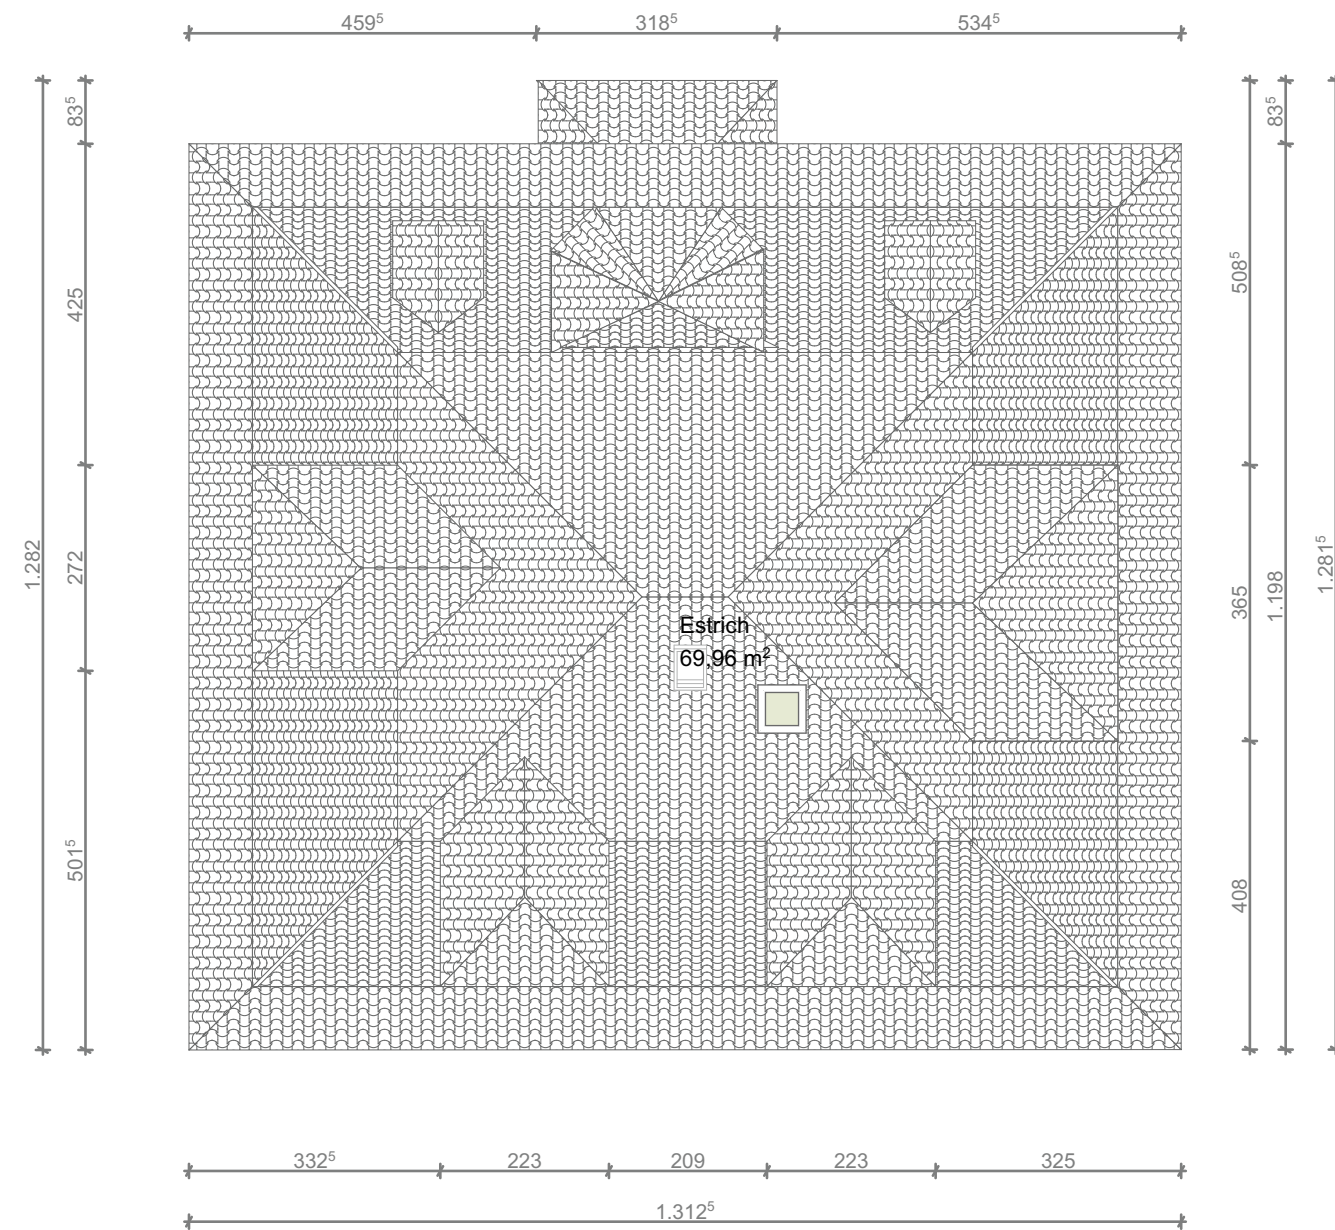 459⁵ 318⁵ 534⁵
83⁵ 83⁵
425 508⁵
1.282 272 365 1.198 1.281⁵
Estrich
69,96 m²
501⁵ 408
332⁵ 223 209 223 325
1.312⁵